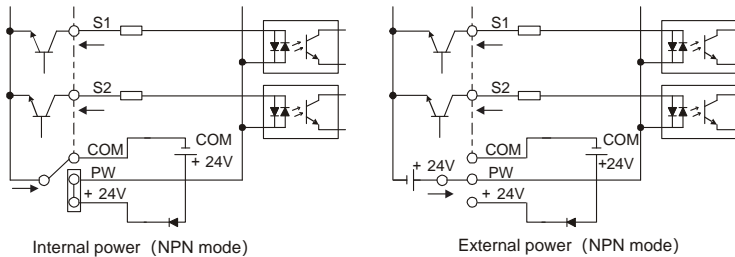 S1
S2
COM
COM
+ 24V
PW
+ 24V
Internal power (NPN mode)
S1
S2
COM
COM
+24V
+ 24V
PW
+ 24V
External power (NPN mode)